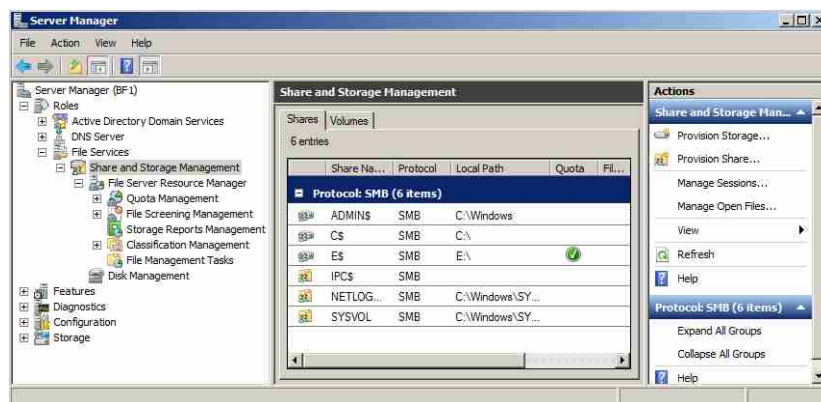 Server Manager
File Action View Help
Server Manager (BF1)
Roles
Active Directory Domain Services
DNS Server
File Services
Share and Storage Management
File Server Resource Manager
Quota Management
File Screening Management
Storage Reports Management
Classification Management
File Management Tasks
Disk Management
Features
Diagnostics
Configuration
Storage
Share and Storage Management
Shares Volumes
6 entries
Share Na... Protocol Local Path Quota Fil...
Protocol: SMB (6 items)
ADMIN$ SMB C:\Windows
C$ SMB C:\
E$ SMB E:\
IPC$ SMB
NETLOG... SMB C:\Windows\SY...
SYSVOL SMB C:\Windows\SY...
Actions
Share and Storage Man...
Provision Storage...
Provision Share...
Manage Sessions...
Manage Open Files...
View
Refresh
Help
Protocol: SMB (6 items)
Expand All Groups
Collapse All Groups
Help